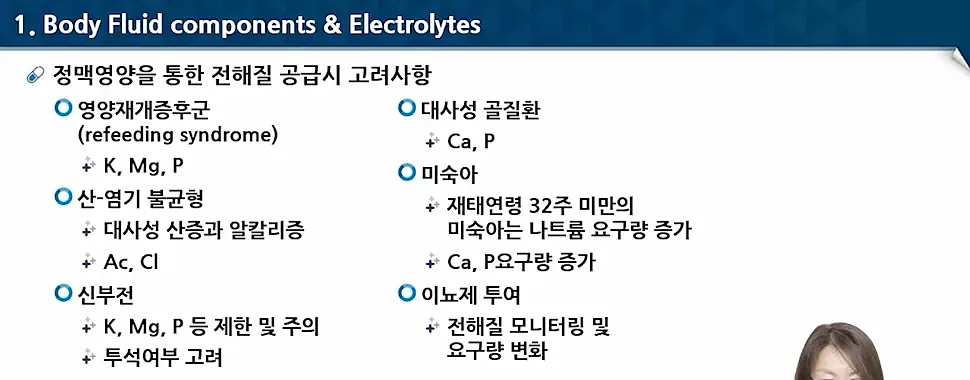 1. Body Fluid components & Electrolytes
정맥영양을 통한 전해질 공급시 고려사항
영양재개증후군
(refeeding syndrome)
K, Mg, P
산-염기 불균형
대사성 산증과 알칼리증
Ac, Cl
신부전
K, Mg, P 등 제한 및 주의
투석여부 고려
대사성 골질환
Ca, P
미숙아
재태연령 32주 미만의
미숙아는 나트륨 요구량 증가
Ca, P요구량 증가
이뇨제 투여
전해질 모니터링 및
요구량 변화